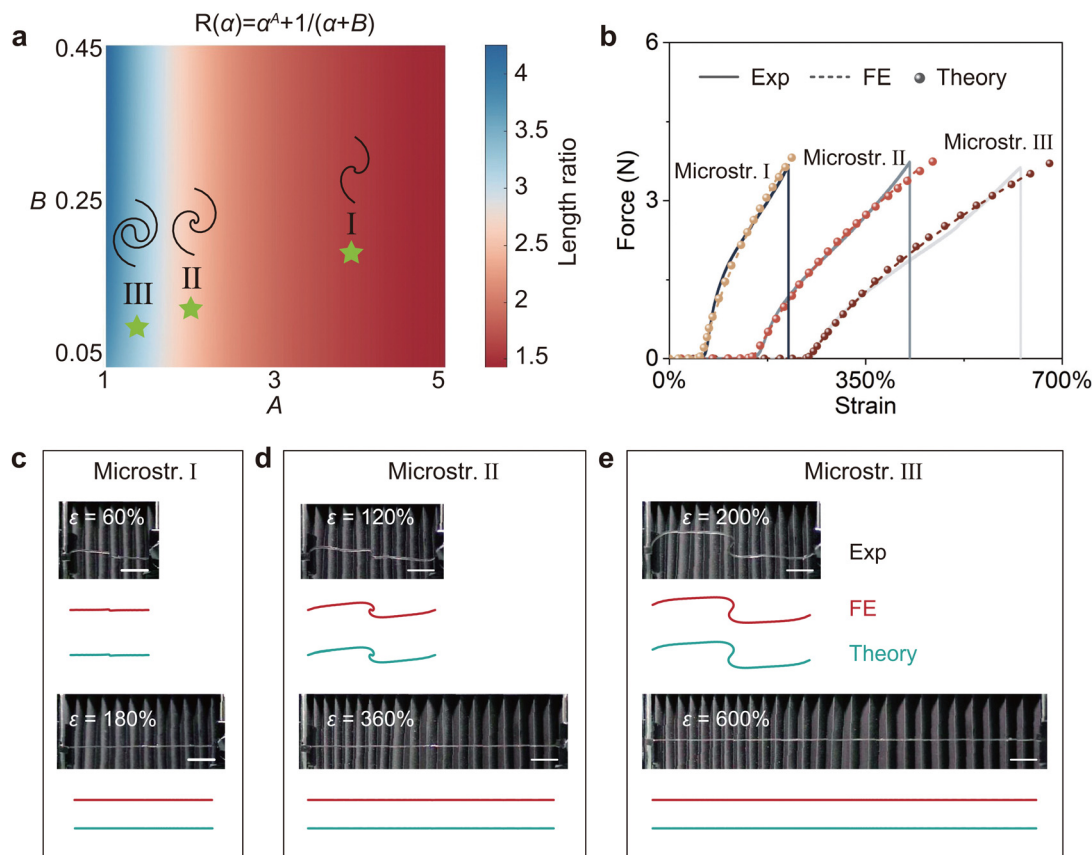 a
R(α)=α^A+1/(α+B)
0.45
0.25
0.05
B
1
3
5
A
I
II
III
4
3.5
3
2.5
2
1.5
Length ratio
b
6
3
0
Force (N)
Exp
FE
Theory
Microstr. I
Microstr. II
Microstr. III
0%
350%
700%
Strain
c
Microstr. I
ε = 60%
ε = 180%
d
Microstr. II
ε = 120%
ε = 360%
e
Microstr. III
ε = 200%
Exp
FE
Theory
ε = 600%